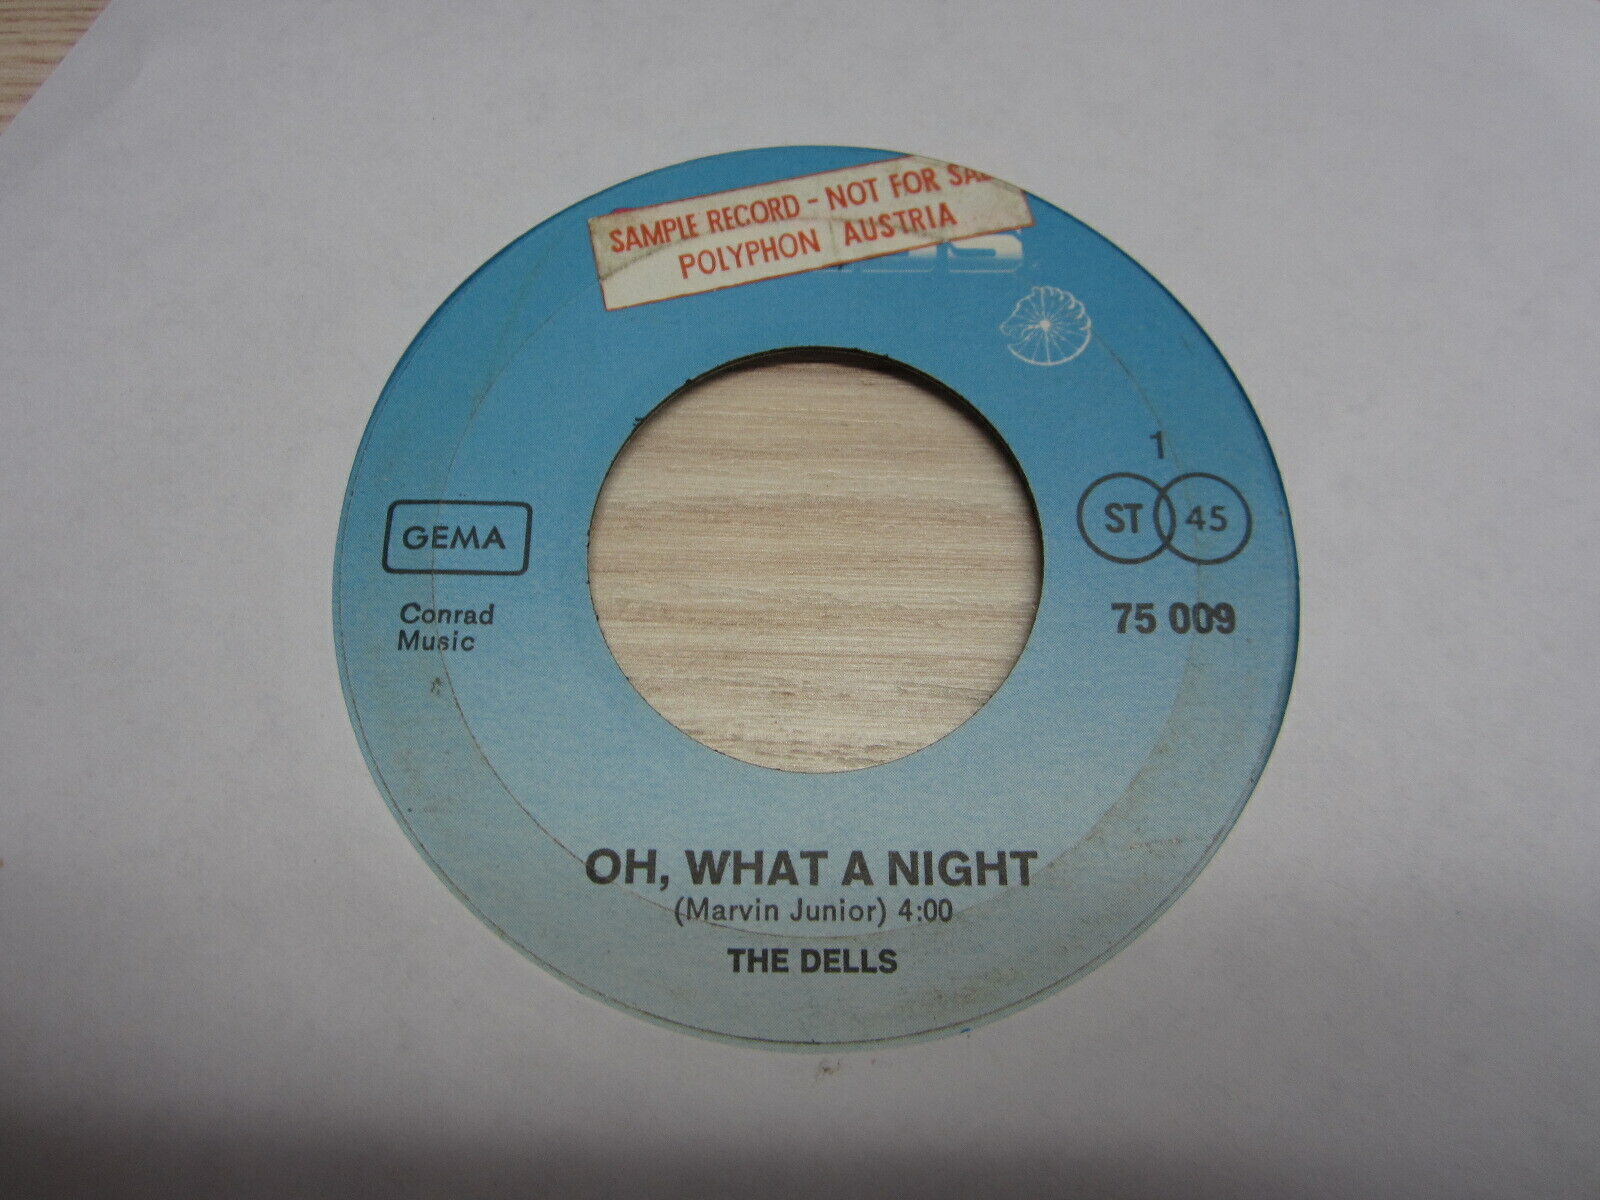 SAMPLE RECORD - NOT FOR
POLYPHON AUSTRIA
1
ST 45
GEMA
75 009
Conrad
Music
OH, WHAT A NIGHT
(Marvin Junior) 4:00
THE DELLS